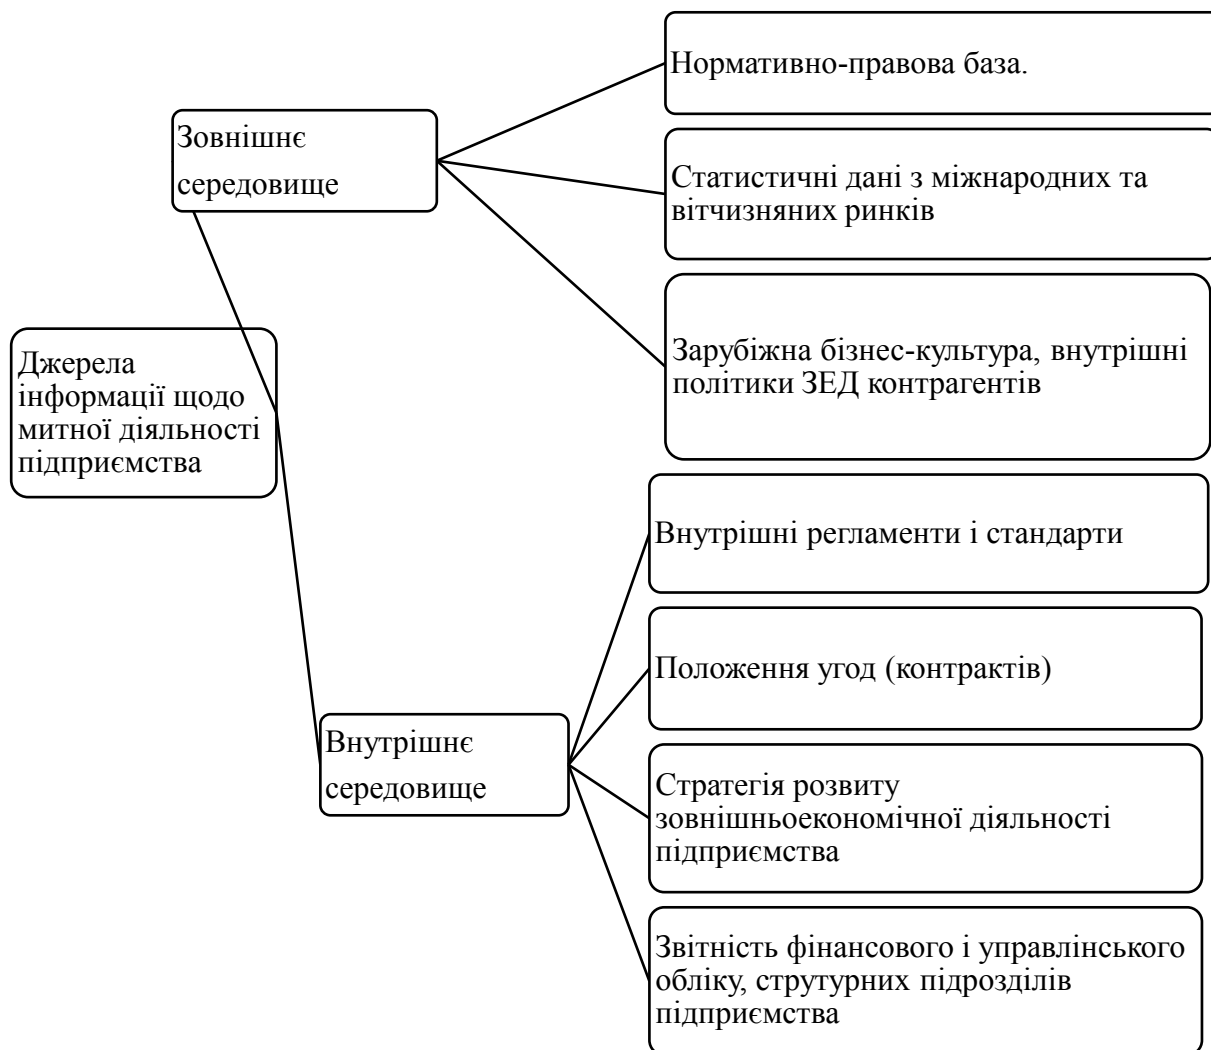 Нормативно-правова база.
Зовнішнє
середовище
Статистичні дані з міжнародних та
вітчизняних ринків
Зарубіжна бізнес-культура, внутрішні
політики ЗЕД контрагентів
Джерела
інформації щодо
митної діяльності
підприємства
Внутрішні регламенти і стандарти
Положення угод (контрактів)
Внутрішнє
середовище
Стратегія розвиту
зовнішньоекономічної діяльності
підприємства
Звітність фінансового і управлінського
обліку, струтурних підрозділів
підприємства